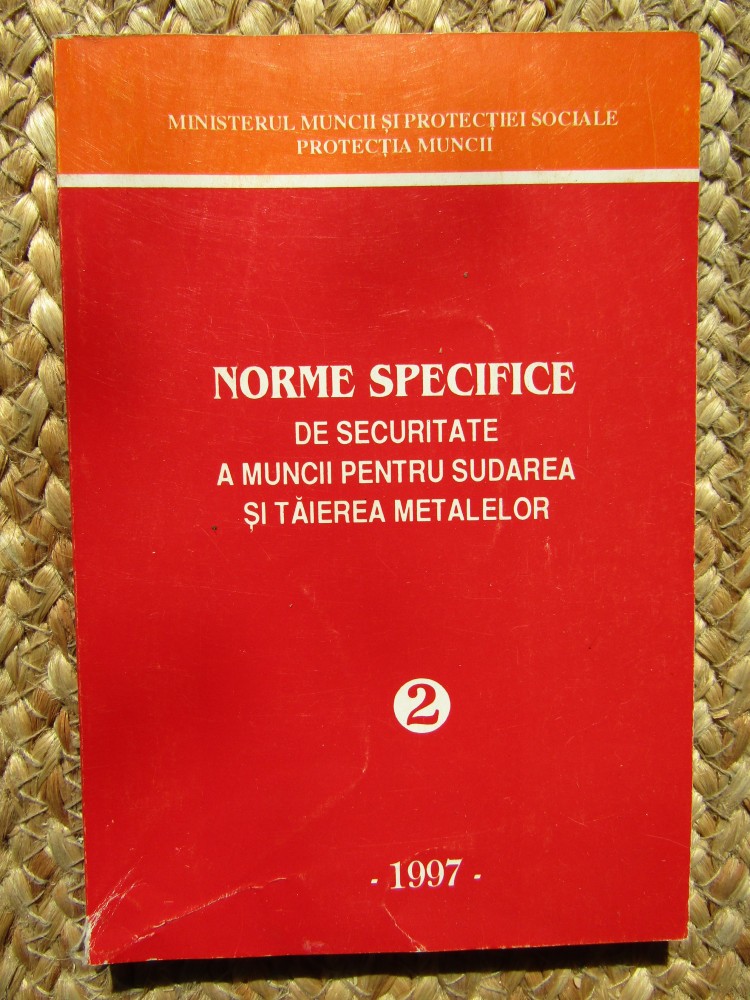 MINISTERUL MUNCII ȘI PROTECȚIEI SOCIALE
PROTECȚIA MUNCII
NORME SPECIFICE
DE SECURITATE
A MUNCII PENTRU SUDAREA
ȘI TĂIEREA METALELOR
2
- 1997 -